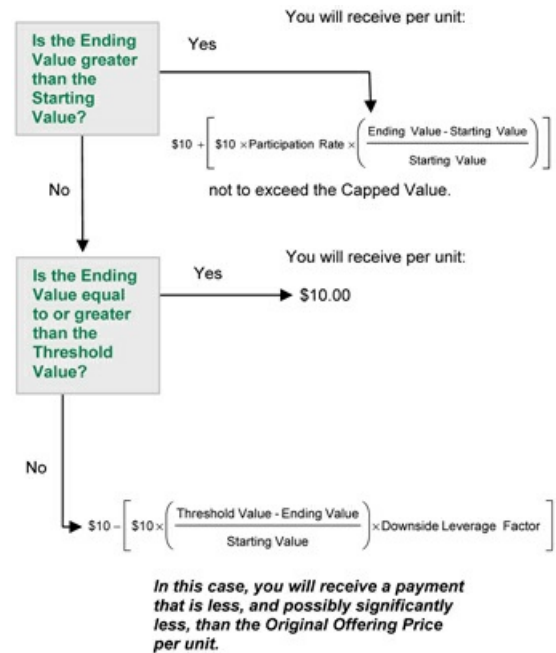 You will receive per unit:
Is the Ending
Value greater
than the
Starting
Value?
Yes
$10 + [ $10 × Participation Rate × ( Ending Value - Starting Value
Starting Value ) ]
not to exceed the Capped Value.
No
You will receive per unit:
Is the Ending
Value equal
to or greater
than the
Threshold
Value?
Yes
$10.00
No
$10 – [ $10 × ( Threshold Value - Ending Value
Starting Value ) × Downside Leverage Factor ]
In this case, you will receive a payment
that is less, and possibly significantly
less, than the Original Offering Price
per unit.